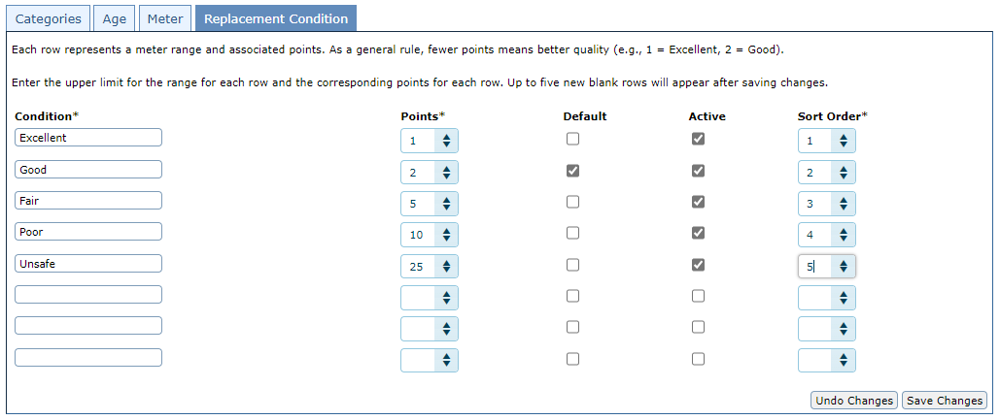 Categories Age Meter Replacement Condition
Each row represents a meter range and associated points. As a general rule, fewer points means better quality (e.g., 1 = Excellent, 2 = Good).
Enter the upper limit for the range for each row and the corresponding points for each row. Up to five new blank rows will appear after saving changes.
Condition* Points* Default Active Sort Order*
Excellent 1 1
Good 2 2
Fair 5 3
Poor 10 4
Unsafe 25 5
Undo Changes Save Changes